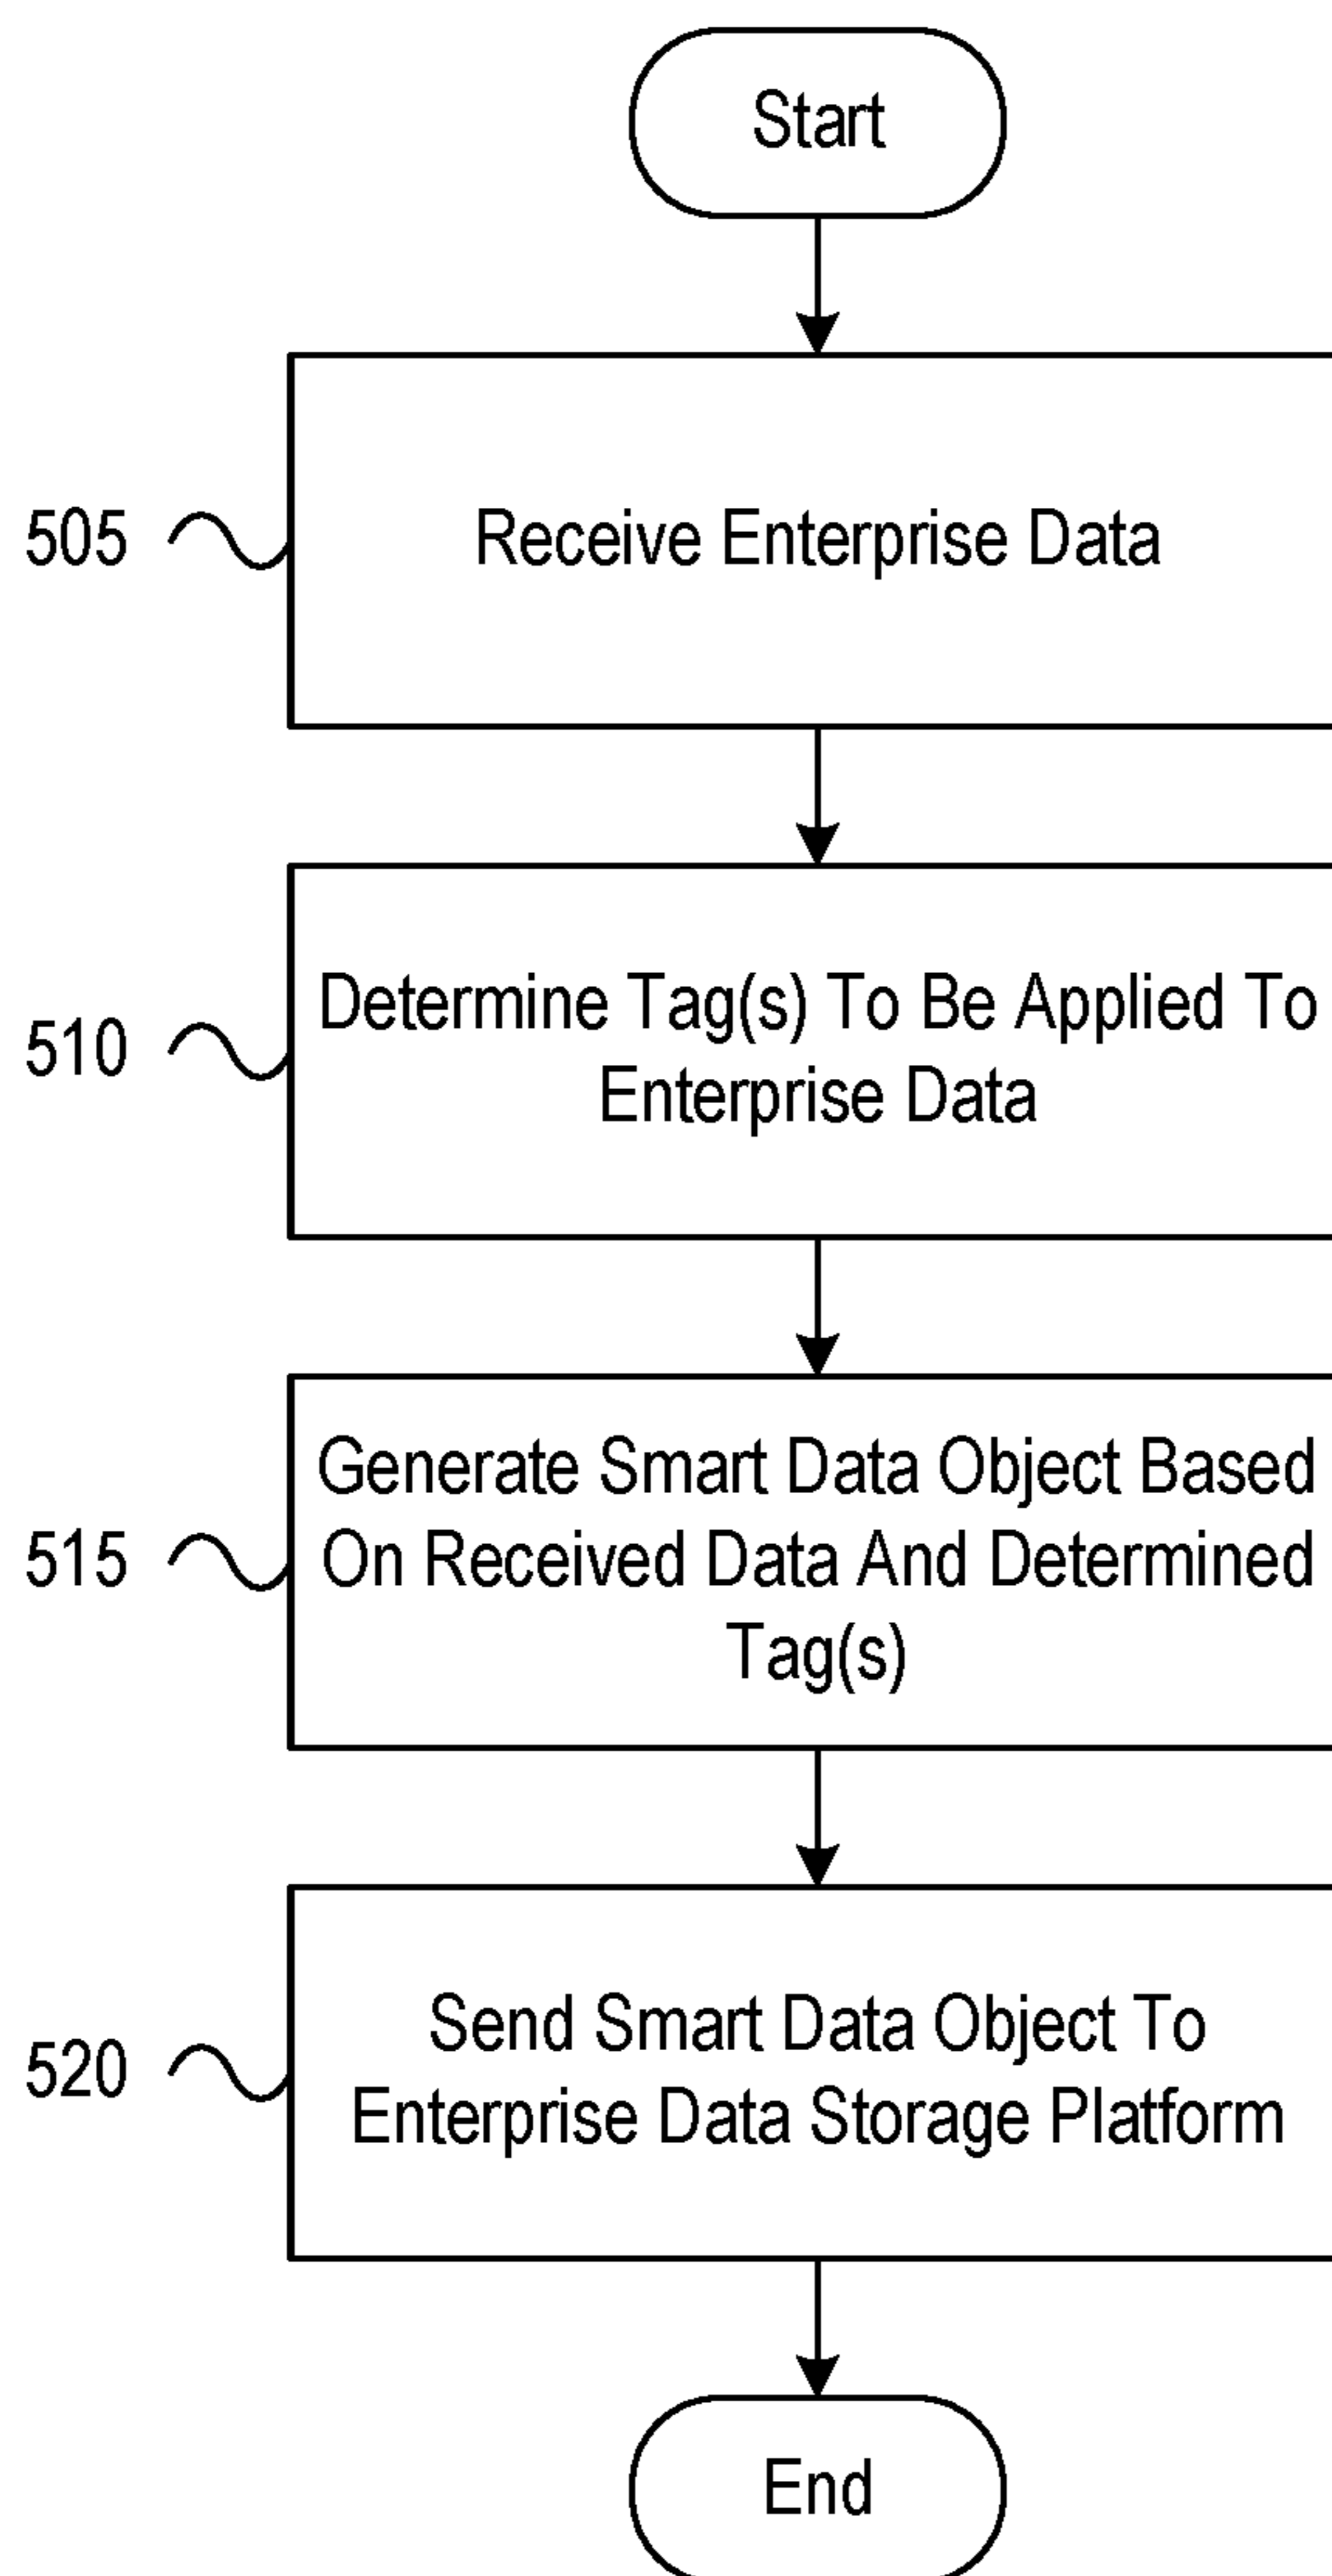 Start
505
Receive Enterprise Data
510
Determine Tag(s) To Be Applied To
Enterprise Data
515
Generate Smart Data Object Based
On Received Data And Determined
Tag(s)
520
Send Smart Data Object To
Enterprise Data Storage Platform
End